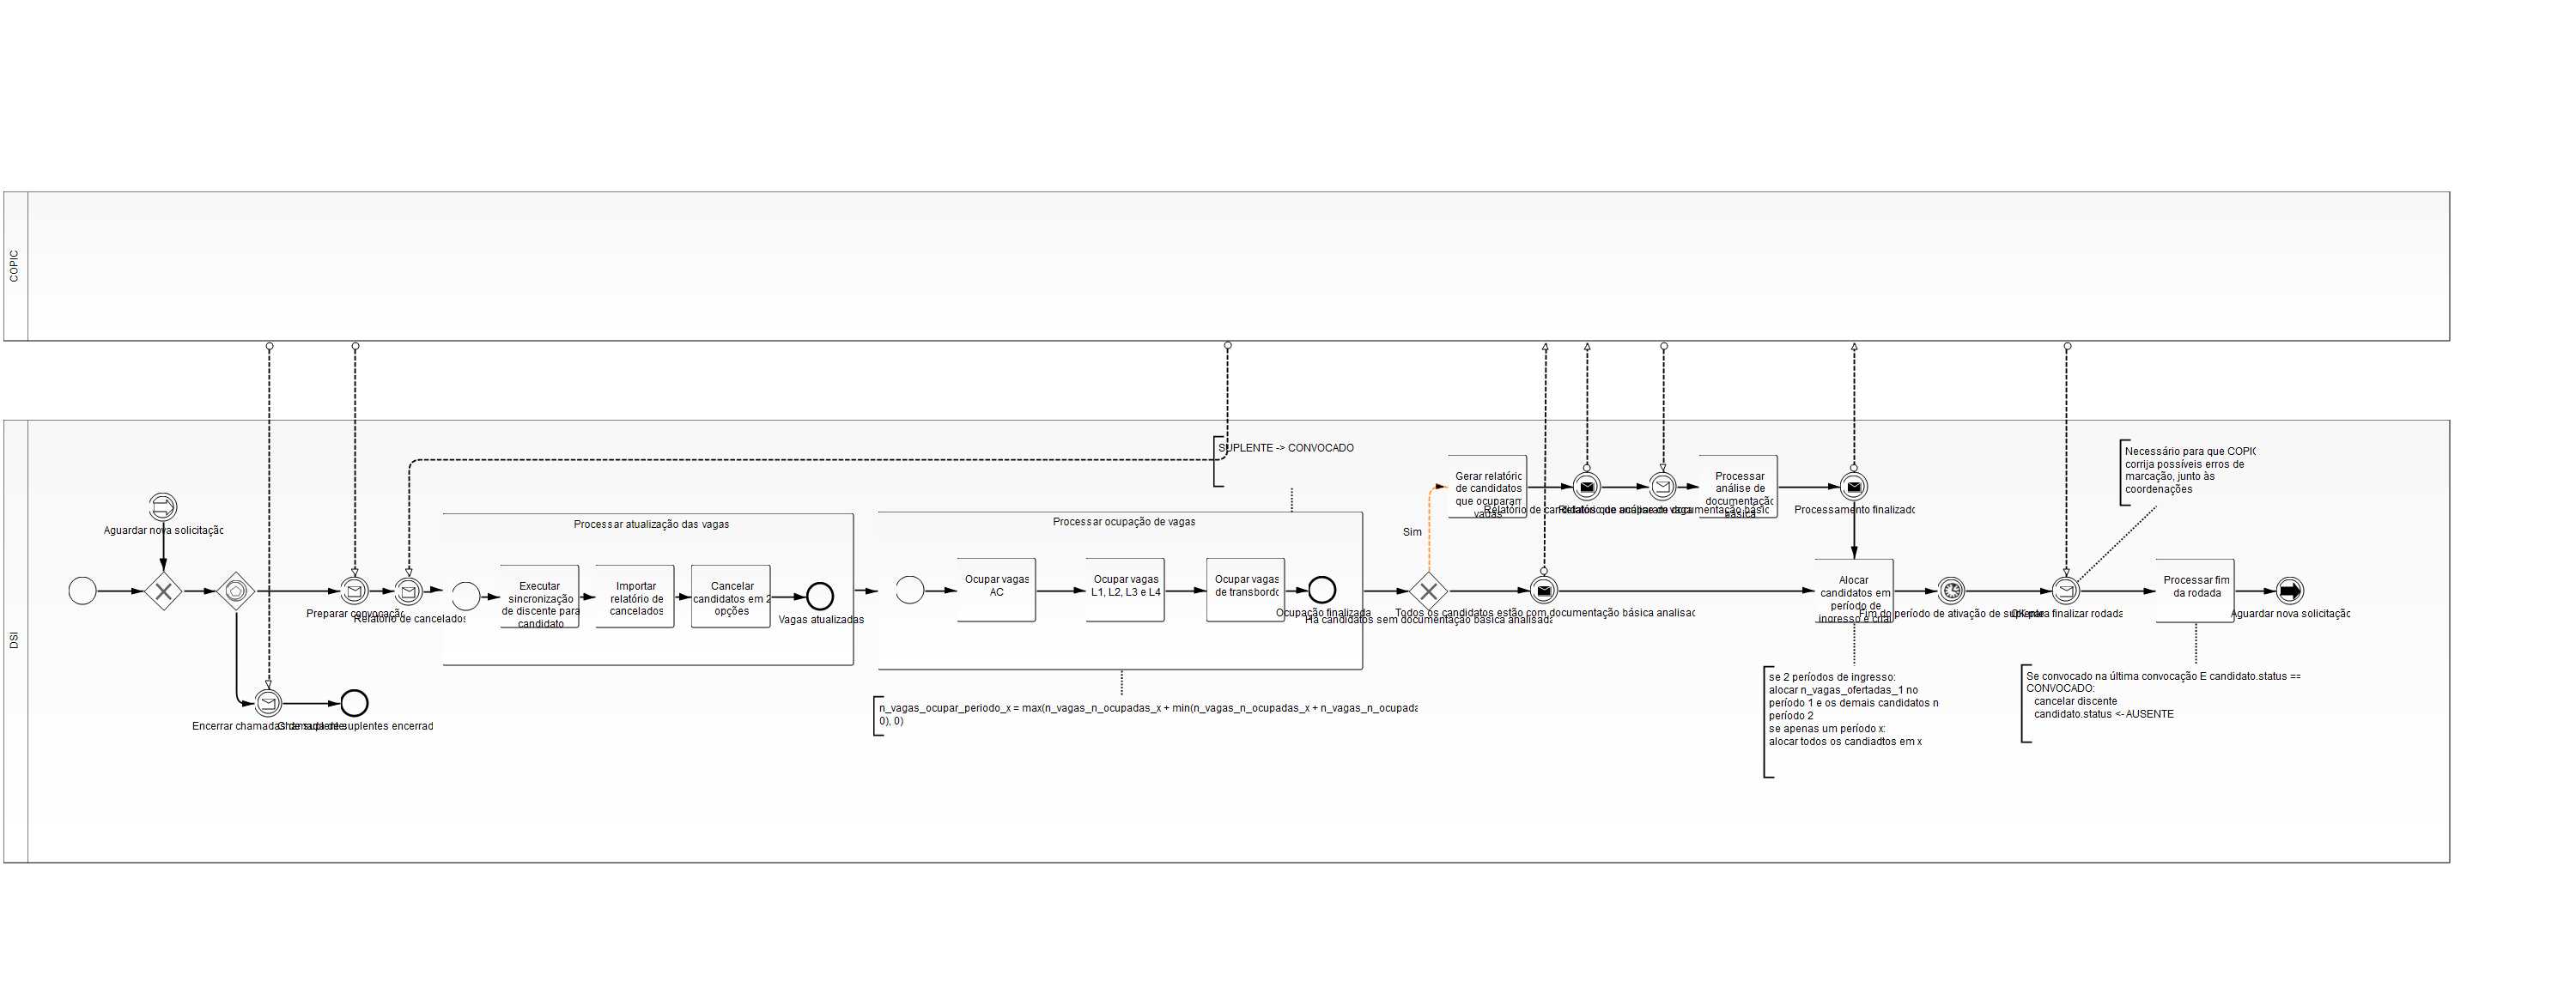 COPIC
DSI
Aguardar nova solicitação
Preparar convocação
Relatório de cancelados
Encerrar chamadas de suplentes
Chamada de suplentes encerrad
Processar atualização das vagas
Executar
sincronização
de discente para
candidato
Importar
relatório de
cancelados
Cancelar
candidatos em 2
opções
Vagas atualizadas
SUPLENTE -> CONVOCADO
Processar ocupação de vagas
Ocupar vagas
AC
Ocupar vagas
L1, L2, L3 e L4
Ocupar vagas
de transbordo
Ocupação finalizada
n_vagas_ocupar_periodo_x = max(n_vagas_n_ocupadas_x + min(n_vagas_n_ocupadas_x + n_vagas_n_ocupada
0), 0)
Há candidatos sem documentação básica analisada
Sim
Gerar relatório
de candidatos
que ocuparam
vagas
Relatório de candidatos que ocuparam vaga
Relatório de análise de documentação básic
Processar
análise de
documentação
básica
Processamento finalizado
Todos os candidatos estão com documentação básica analisad
Alocar
candidatos em
período de
ingresso e criar
Fim do período de ativação de suplente
OK para finalizar rodada
Necessário para que COPIC
corrija possíveis erros de
marcação, junto às
coordenações
Processar fim
da rodada
Aguardar nova solicitação
se 2 períodos de ingresso:
alocar n_vagas_ofertadas_1 no
período 1 e os demais candidatos n
período 2
se apenas um período x:
alocar todos os candiadtos em x
Se convocado na última convocação E candidato.status ==
CONVOCADO:
cancelar discente
candidato.status <- AUSENTE